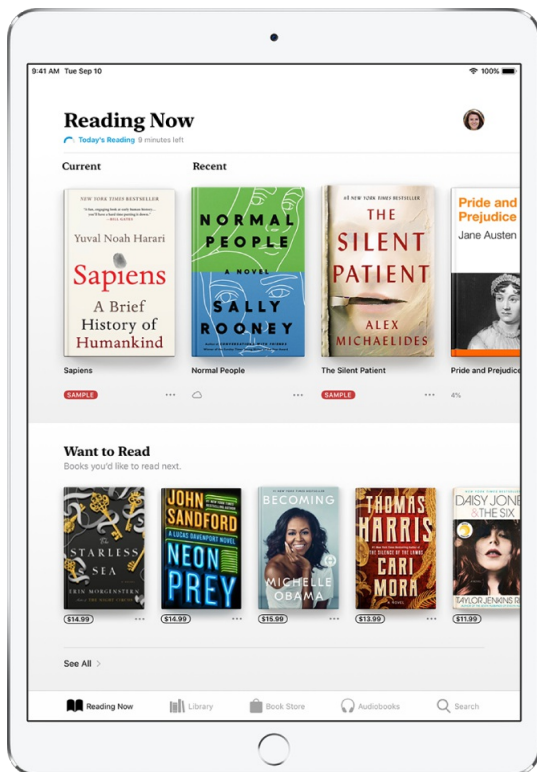 9:41 AM Tue Sep 10
100%
Reading Now
Today's Reading 9 minutes left
Current
Recent
NEW YORK TIMES BESTSELLER
Yuval Noah Harari
Sapiens
A Brief
History of
Humankind
NORMAL
PEOPLE
A NOVEL
SALLY
ROONEY
#1 NEW YORK TIMES BESTSELLER
THE
SILENT
PATIENT
ALEX
MICHAELIDES
Pride and
Prejudice
Jane Austen
Sapiens
Normal People
The Silent Patient
Pride and Prejudice
SAMPLE
SAMPLE
4%
Want to Read
Books you'd like to read next.
The
STARLESS
SEA
ERIN MORGENSTERN
JOHN
SANDFORD
A LUCAS DAVENPORT NOVEL
NEON
PREY
BECOMING
MICHELLE
OBAMA
THOMAS
HARRIS
CARI
MORA
A NOVEL
DAISY JONE
& THE SIX
TAYLOR JENKINS R
$14.99
$14.99
$15.99
$13.99
$11.99
See All >
Reading Now
Library
Book Store
Audiobooks
Search